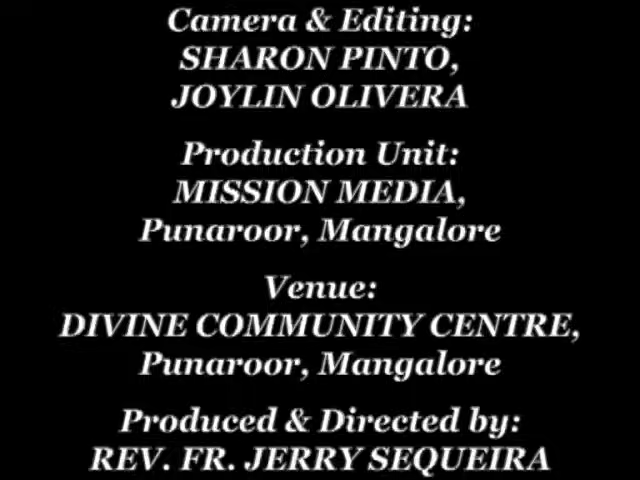 Camera & Editing:
SHARON PINTO,
JOYLIN OLIVERA
Production Unit:
MISSION MEDIA,
Punaroor, Mangalore
Venue:
DIVINE COMMUNITY CENTRE,
Punaroor, Mangalore
Produced & Directed by:
REV. FR. JERRY SEQUEIRA